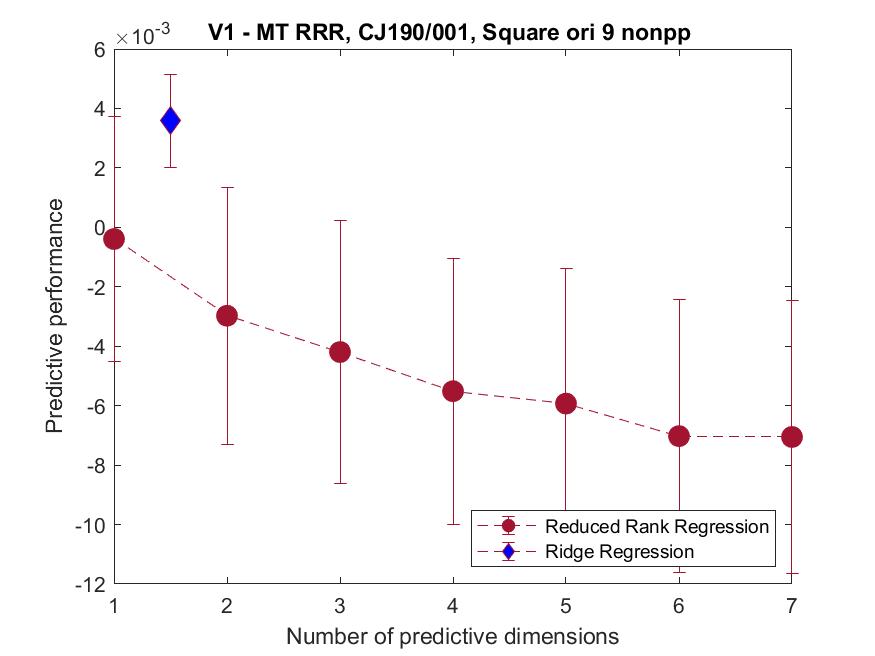 ×10-3
V1 - MT RRR, CJ190/001, Square ori 9 nonpp
6
4
2
0
-2
-4
-6
-8
-10
-12
Predictive performance
Reduced Rank Regression
Ridge Regression
1 2 3 4 5 6 7
Number of predictive dimensions